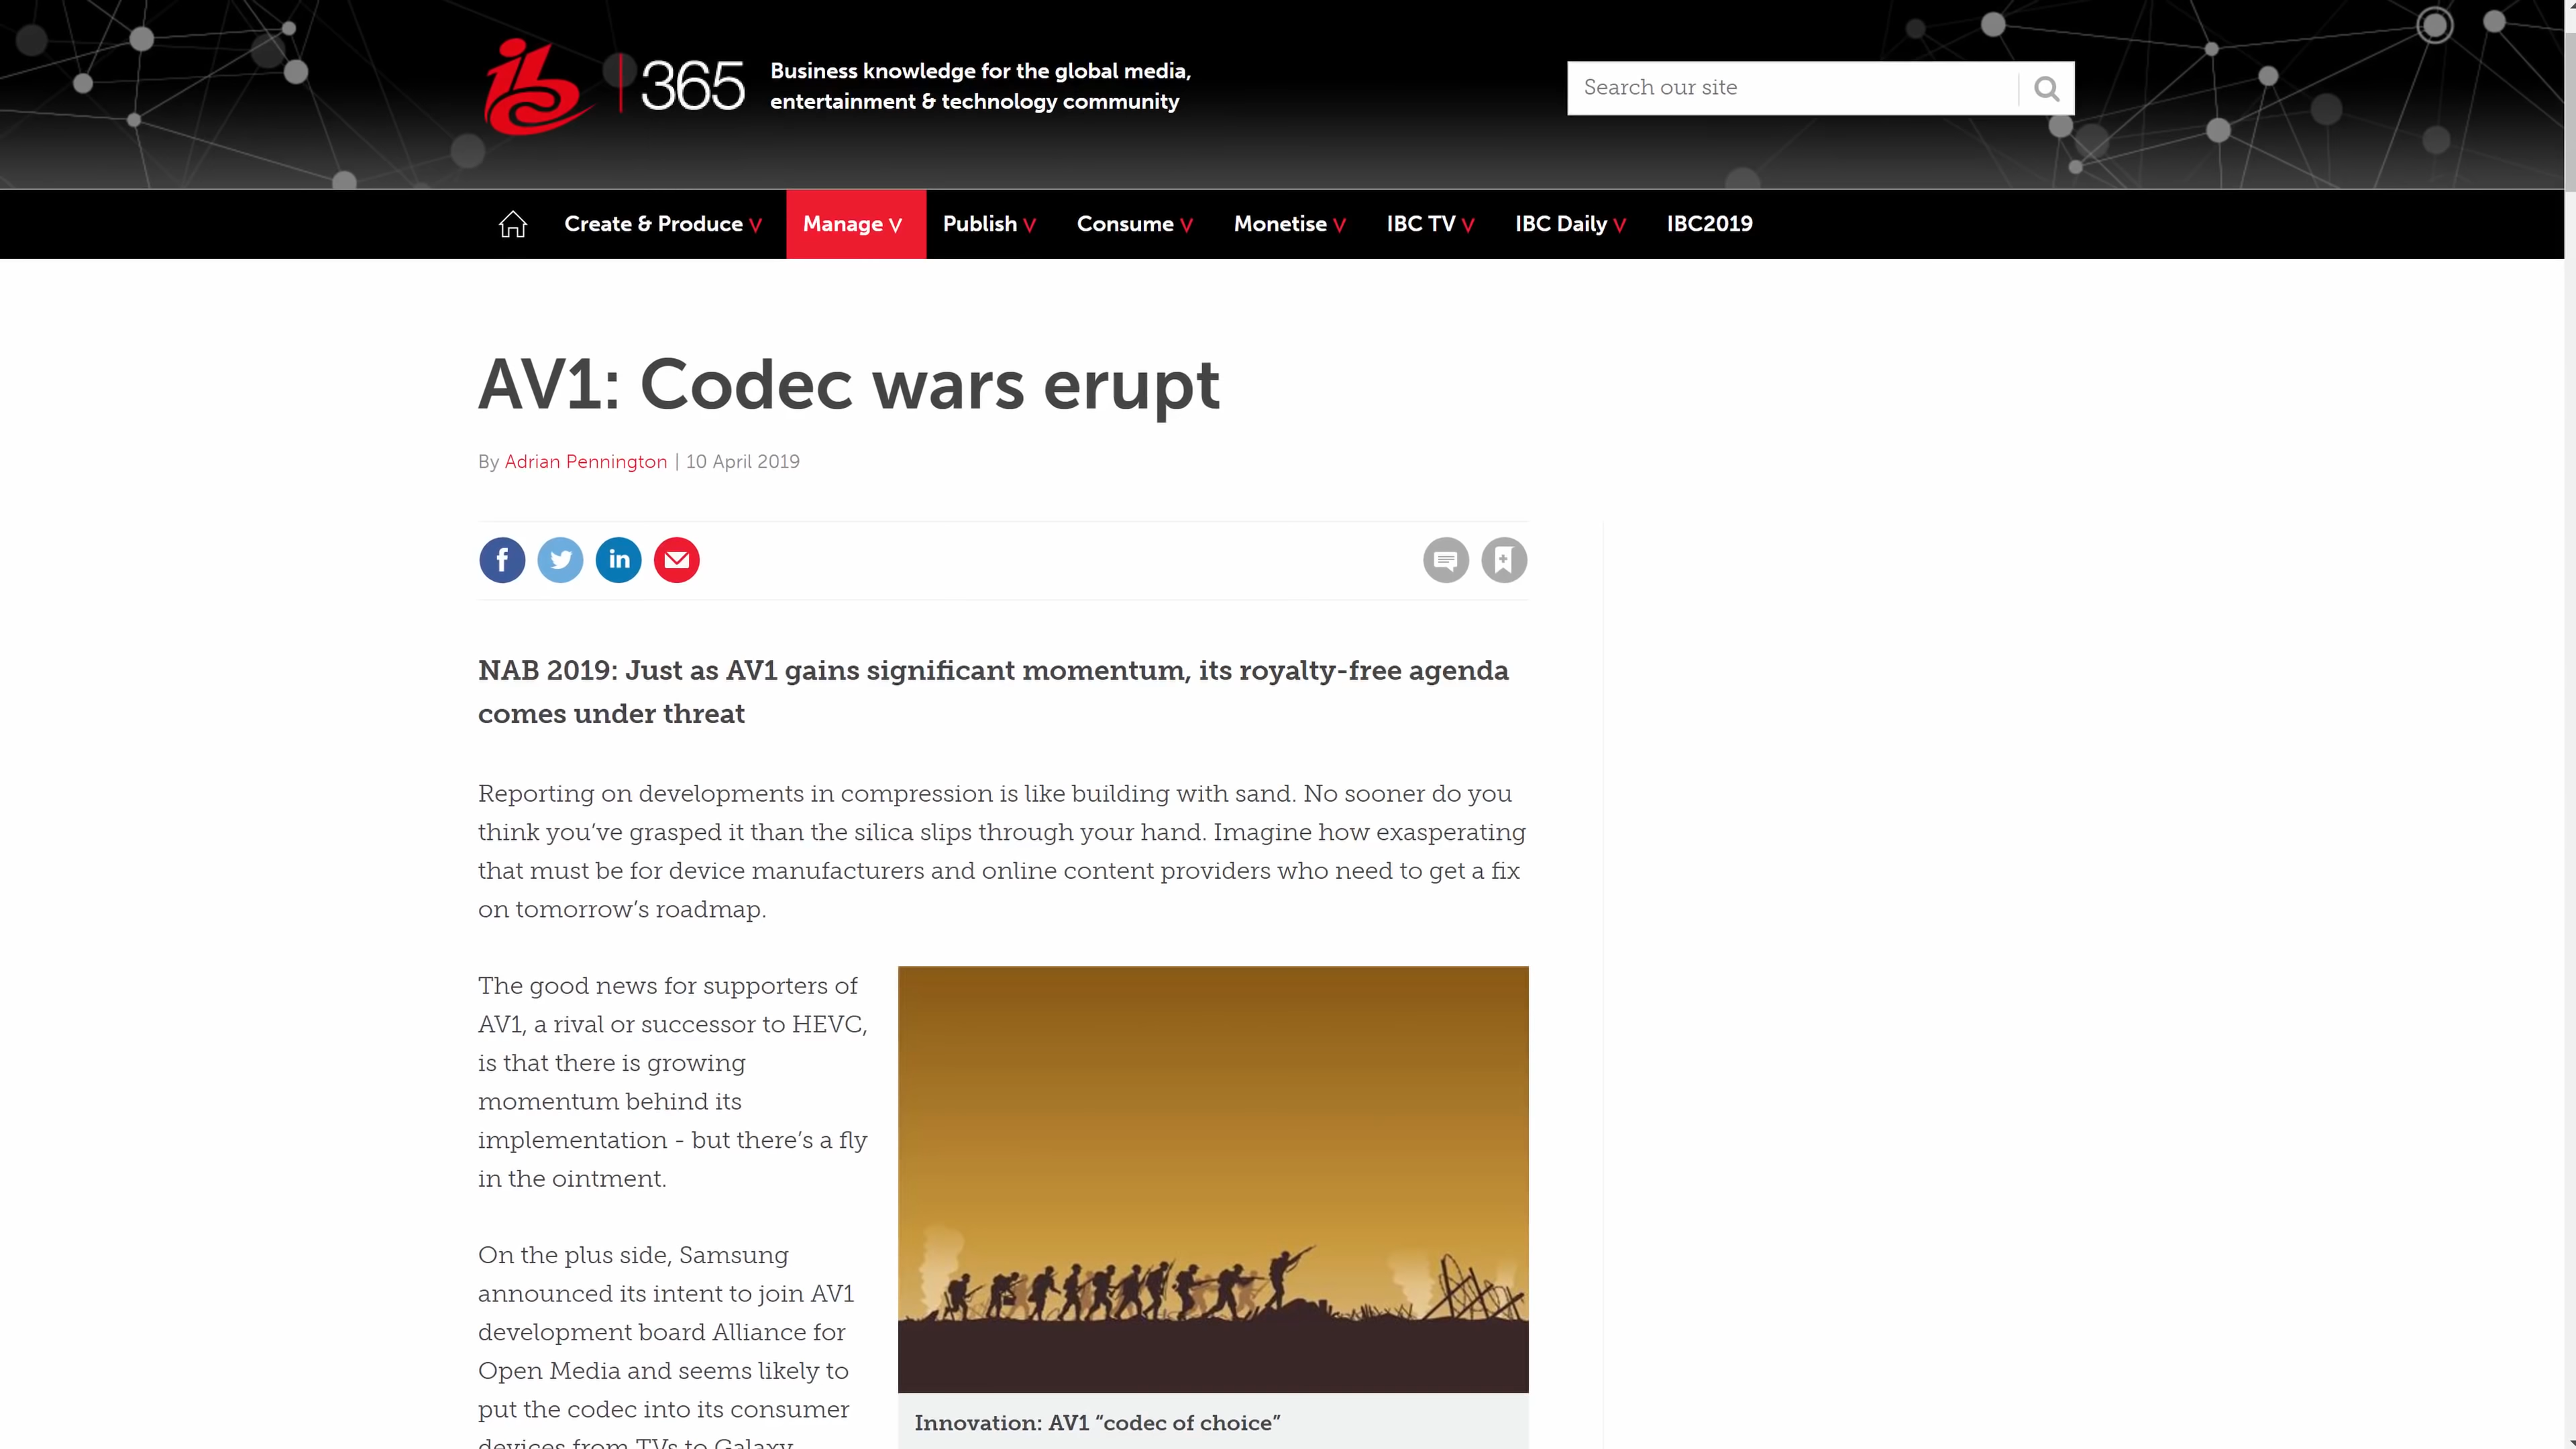 ibc 365
Business knowledge for the global media,
entertainment & technology community
Search our site
Create & Produce V Manage V Publish V Consume V Monetise V IBC TV V IBC Daily V IBC2019
AV1: Codec wars erupt
By Adrian Pennington | 10 April 2019
f in
NAB 2019: Just as AV1 gains significant momentum, its royalty-free agenda
comes under threat
Reporting on developments in compression is like building with sand. No sooner do you
think you’ve grasped it than the silica slips through your hand. Imagine how exasperating
that must be for device manufacturers and online content providers who need to get a fix
on tomorrow’s roadmap.
The good news for supporters of
AV1, a rival or successor to HEVC,
is that there is growing
momentum behind its
implementation - but there’s a fly
in the ointment.
On the plus side, Samsung
announced its intent to join AV1
development board Alliance for
Open Media and seems likely to
put the codec into its consumer
devices from TVs to Galaxy
Innovation: AV1 “codec of choice”